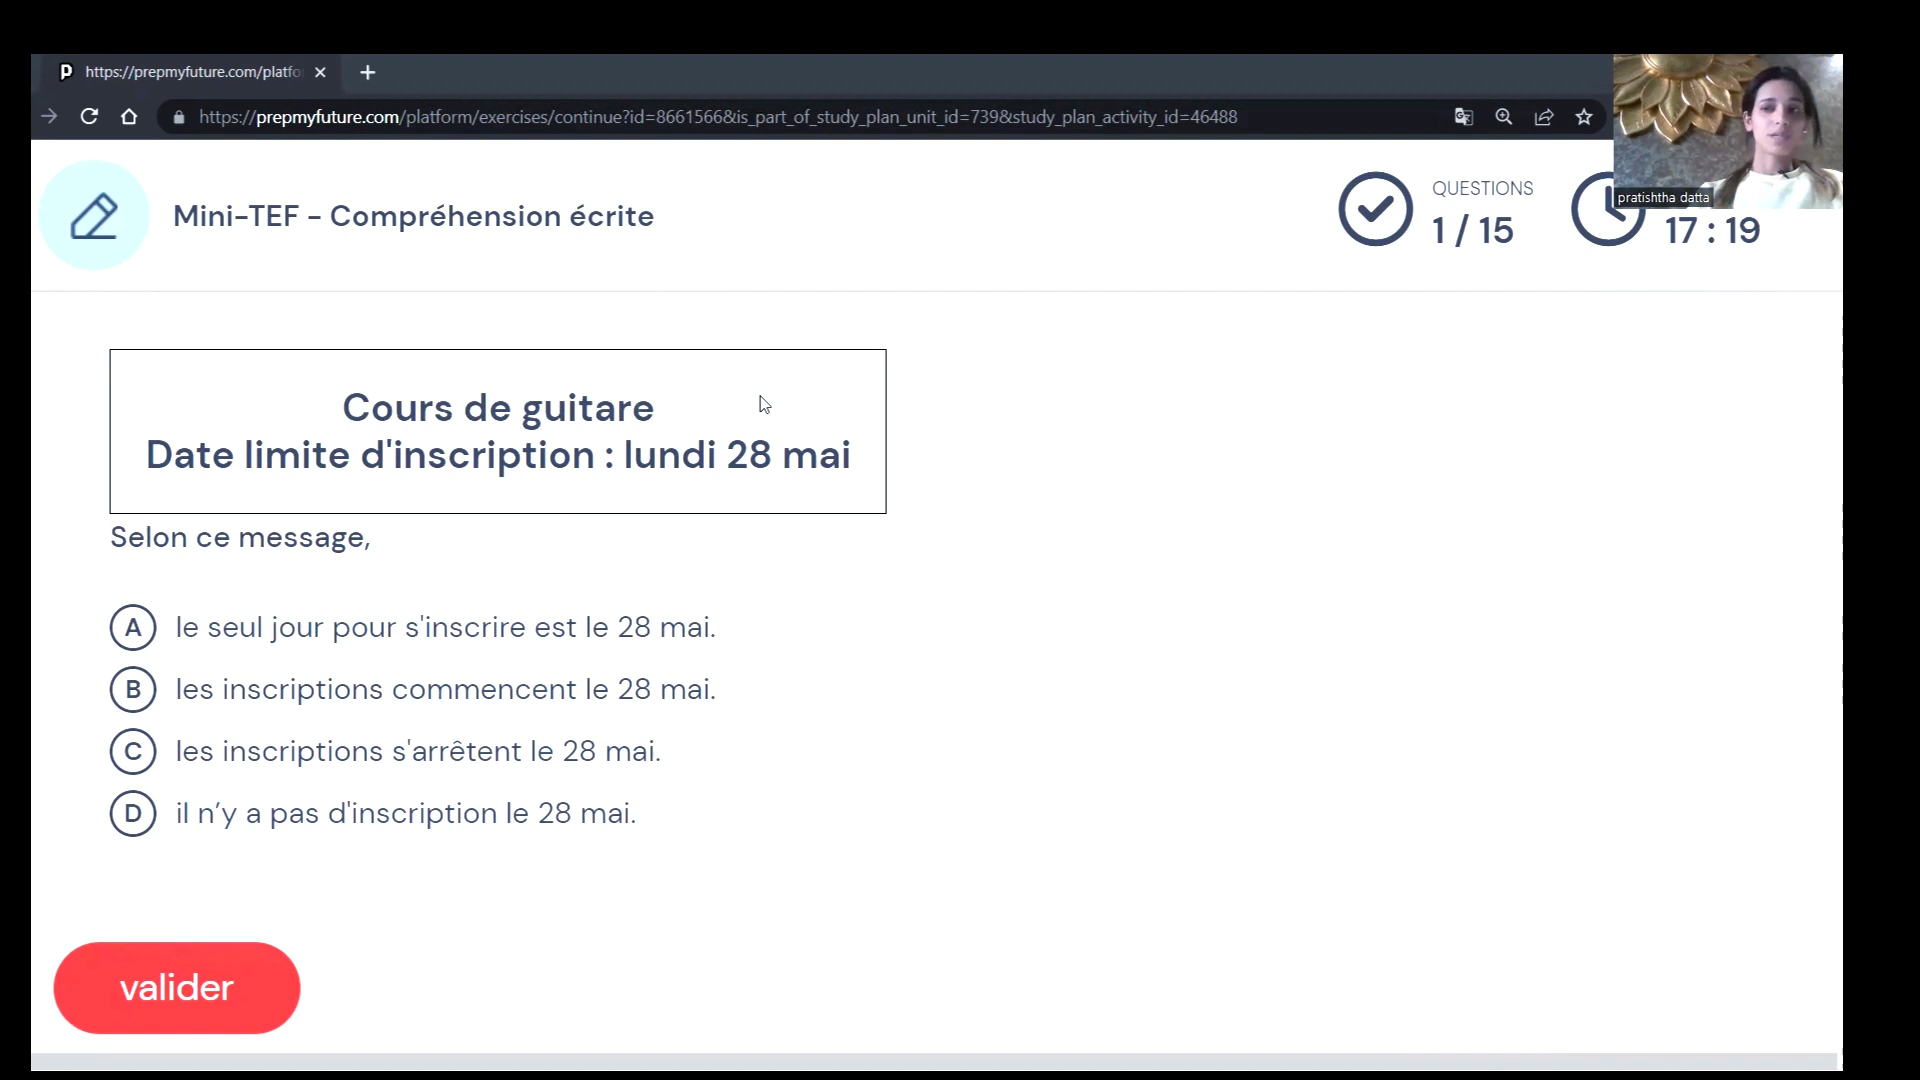 https://prepmyfuture.com/platfo
https://prepmyfuture.com/platform/exercises/continue?id=8661566&is_part_of_study_plan_unit_id=739&study_plan_activity_id=46488
pratishtha datta
Mini-TEF - Compréhension écrite
QUESTIONS
1 / 15
17 : 19
Cours de guitare
Date limite d'inscription : lundi 28 mai
Selon ce message,
A le seul jour pour s'inscrire est le 28 mai.
B les inscriptions commencent le 28 mai.
C les inscriptions s'arrêtent le 28 mai.
D il n’y a pas d'inscription le 28 mai.
valider